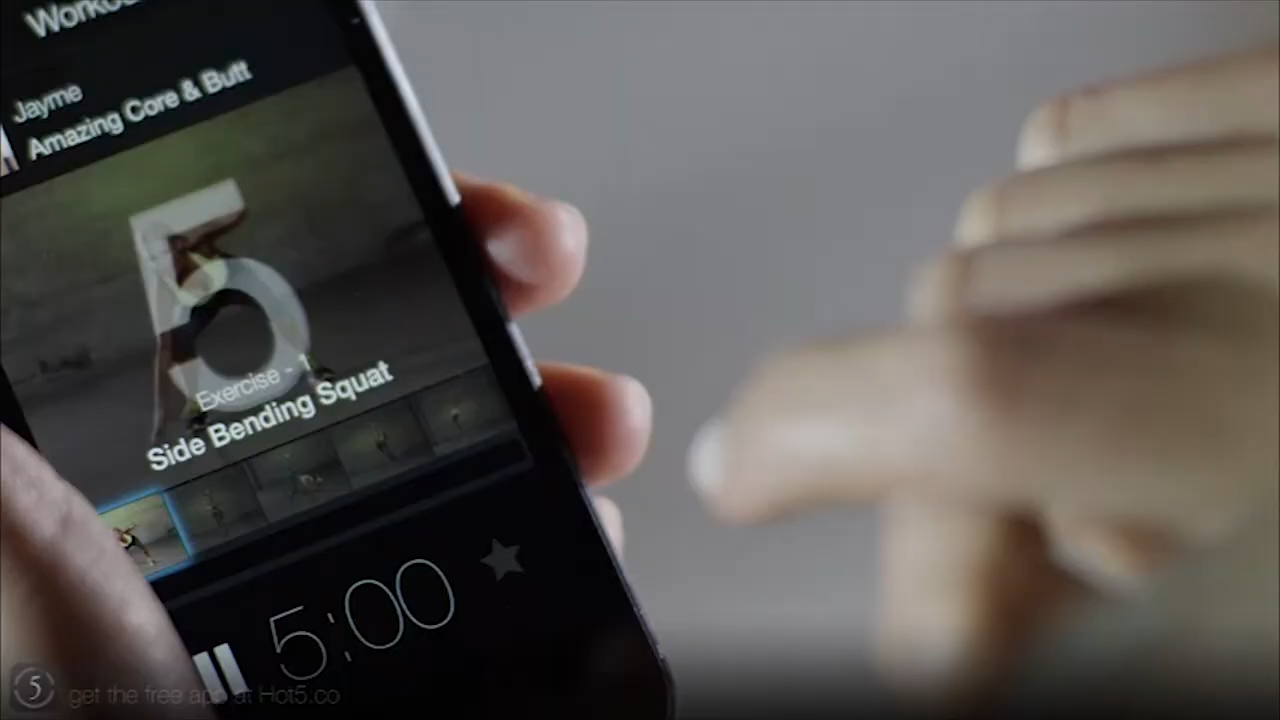 Jayme
Amazing Core & Butt
5
Exercise - 1
Side Bending Squat
5:00
5 get the free app at Hot5.co